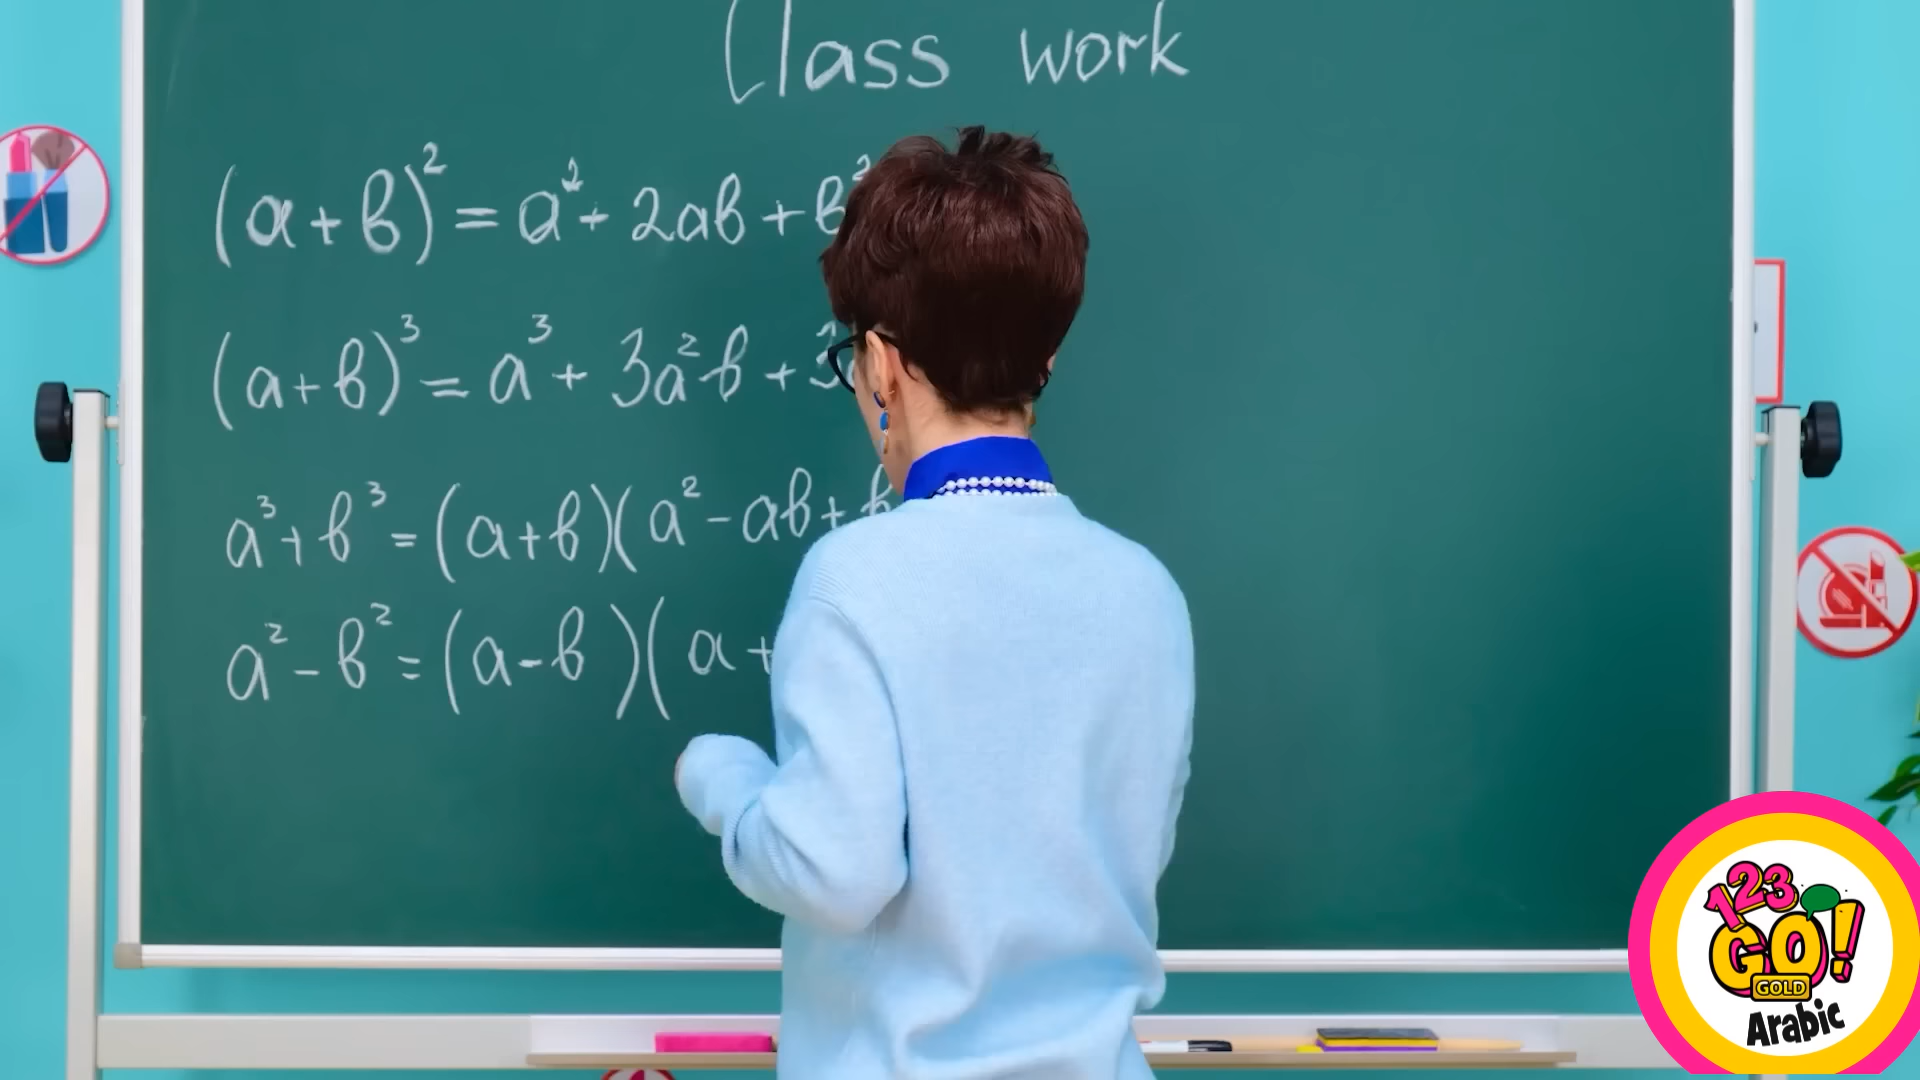 Class work
(a+b)² = a² + 2ab + b²
(a+b)³ = a³ + 3a²b + 3
a³+b³ = (a+b)(a²-ab+b
a²-b² = (a-b)(a+
123
GO!
GOLD
Arabic